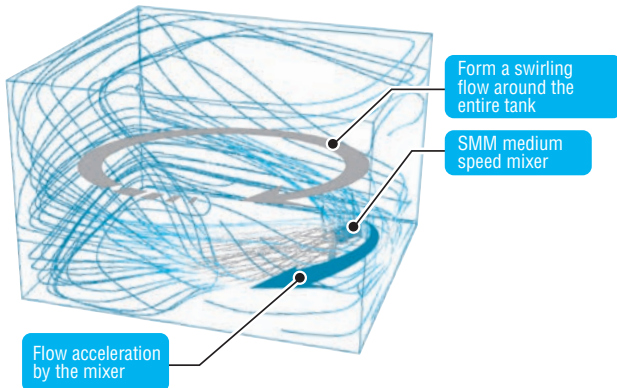 Form a swirling
flow around the
entire tank
SMM medium
speed mixer
Flow acceleration
by the mixer